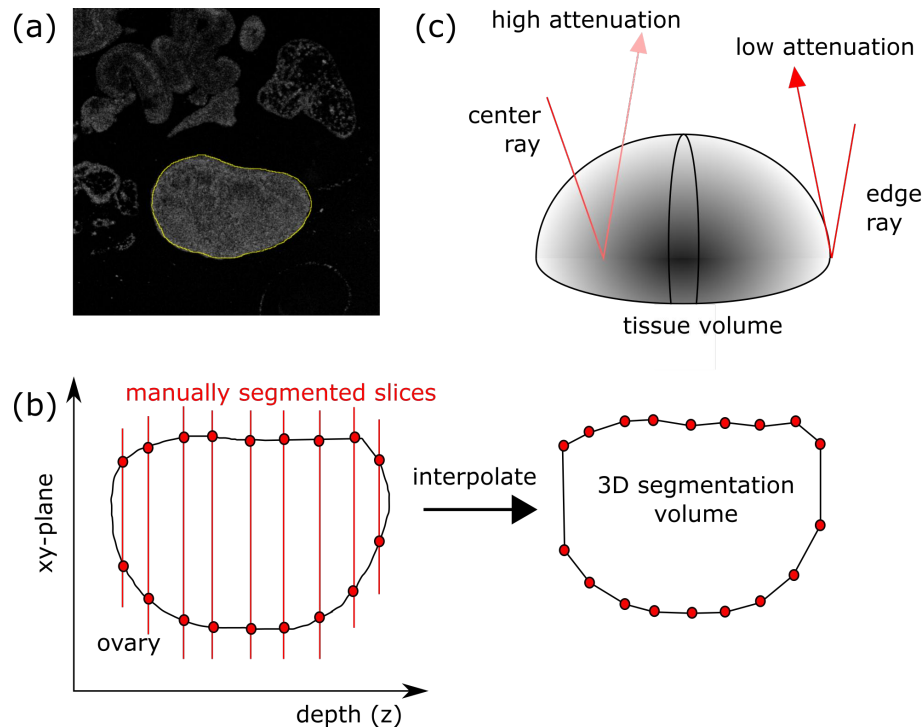 (a)
(c)
high attenuation
low attenuation
center
ray
edge
ray
tissue volume
(b)
manually segmented slices
xy-plane
interpolate
3D segmentation
volume
ovary
depth (z)